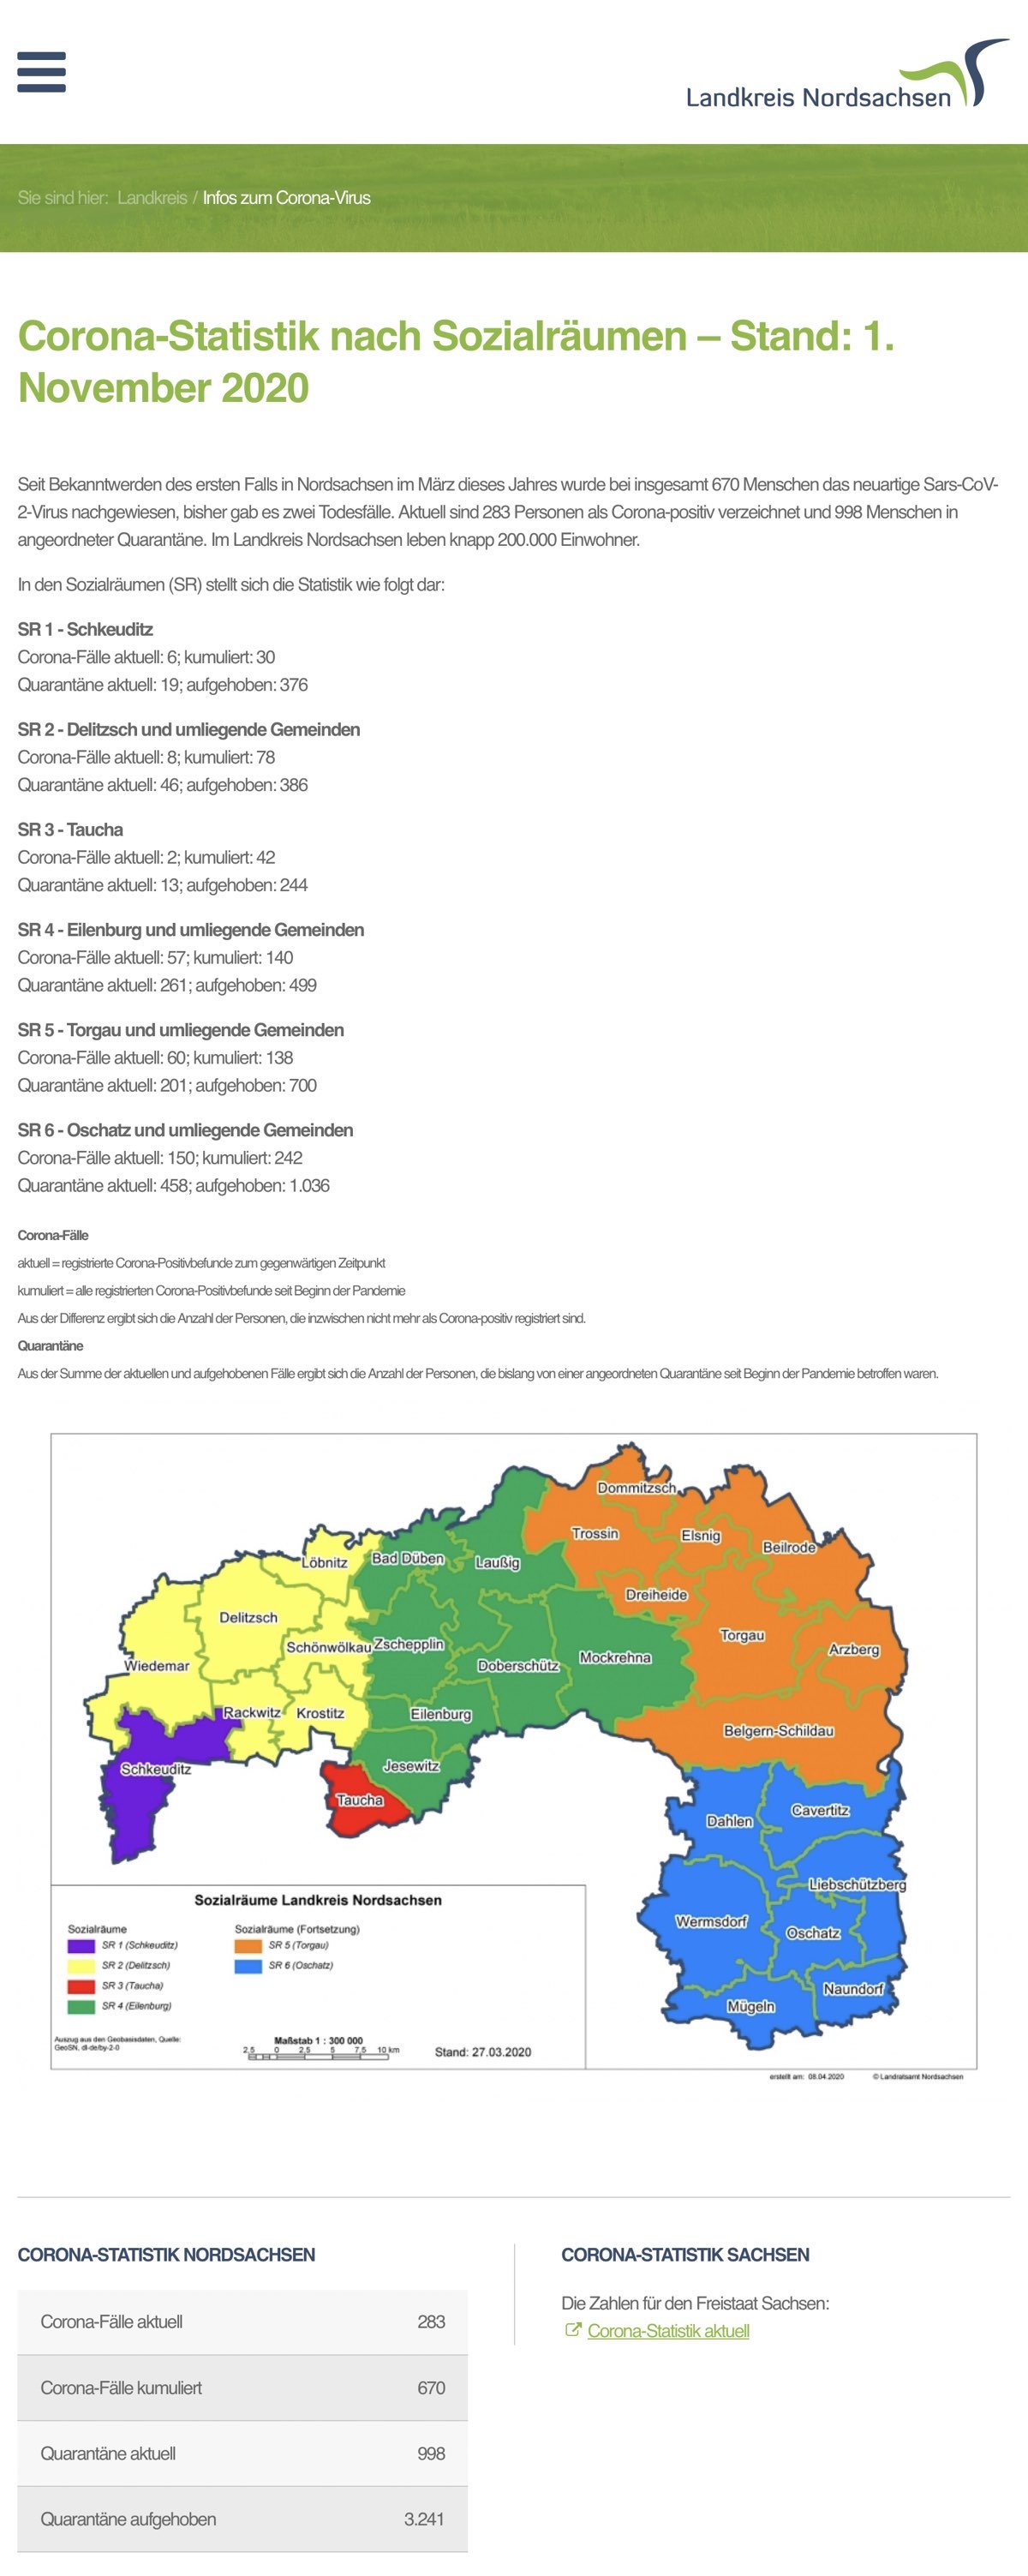 Landkreis Nordsachsen
Sie sind hier: Landkreis / Infos zum Corona-Virus
Corona-Statistik nach Sozialräumen – Stand: 1.
November 2020
Seit Bekanntwerden des ersten Falls in Nordsachsen im März dieses Jahres wurde bei insgesamt 670 Menschen das neuartige Sars-CoV-
2-Virus nachgewiesen, bisher gab es zwei Todesfälle. Aktuell sind 283 Personen als Corona-positiv verzeichnet und 998 Menschen in
angeordneter Quarantäne. Im Landkreis Nordsachsen leben knapp 200.000 Einwohner.
In den Sozialräumen (SR) stellt sich die Statistik wie folgt dar:
SR 1 - Schkeuditz
Corona-Fälle aktuell: 6; kumuliert: 30
Quarantäne aktuell: 19; aufgehoben: 376
SR 2 - Delitzsch und umliegende Gemeinden
Corona-Fälle aktuell: 8; kumuliert: 78
Quarantäne aktuell: 46; aufgehoben: 386
SR 3 - Taucha
Corona-Fälle aktuell: 2; kumuliert: 42
Quarantäne aktuell: 13; aufgehoben: 244
SR 4 - Eilenburg und umliegende Gemeinden
Corona-Fälle aktuell: 57; kumuliert: 140
Quarantäne aktuell: 261; aufgehoben: 499
SR 5 - Torgau und umliegende Gemeinden
Corona-Fälle aktuell: 60; kumuliert: 138
Quarantäne aktuell: 201; aufgehoben: 700
SR 6 - Oschatz und umliegende Gemeinden
Corona-Fälle aktuell: 150; kumuliert: 242
Quarantäne aktuell: 458; aufgehoben: 1.036
Corona-Fälle
aktuell = registrierte Corona-Positivbefunde zum gegenwärtigen Zeitpunkt
kumuliert = alle registrierten Corona-Positivbefunde seit Beginn der Pandemie
Aus der Differenz ergibt sich die Anzahl der Personen, die inzwischen nicht mehr als Corona-positiv registriert sind.
Quarantäne
Aus der Summe der aktuellen und aufgehobenen Fälle ergibt sich die Anzahl der Personen, die bislang von einer angeordneten Quarantäne seit Beginn der Pandemie betroffen waren.
Dommitzsch
Trossin
Elsnig
Beilrode
Löbnitz
Bad Düben
Laußig
Dreiheide
Delitzsch
Torgau
Schönwölkau
Zschepplin
Arzberg
Wiedemar
Doberschütz
Mockrehna
Rackwitz
Krostitz
Eilenburg
Belgern-Schildau
Schkeuditz
Jesewitz
Taucha
Dahlen
Cavertitz
Liebschützberg
Wermsdorf
Oschatz
Naundorf
Mügeln
Sozialräume Landkreis Nordsachsen
Sozialräume
SR 1 (Schkeuditz)
SR 2 (Delitzsch)
SR 3 (Taucha)
SR 4 (Eilenburg)
Sozialräume (Fortsetzung)
SR 5 (Torgau)
SR 6 (Oschatz)
Auszug aus den Geobasisdaten, Quelle:
GeoSN, dl-de/by-2-0
Maßstab 1 : 300 000
2,5 0 2,5 5 7,5 10 km
Stand: 27.03.2020
erstellt am: 08.04.2020 © Landratsamt Nordsachsen
CORONA-STATISTIK NORDSACHSEN
Corona-Fälle aktuell 283
Corona-Fälle kumuliert 670
Quarantäne aktuell 998
Quarantäne aufgehoben 3.241
CORONA-STATISTIK SACHSEN
Die Zahlen für den Freistaat Sachsen:
Corona-Statistik aktuell